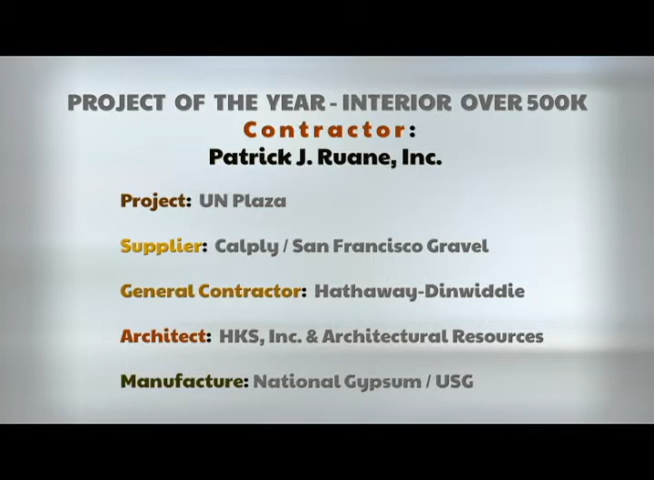 PROJECT OF THE YEAR - INTERIOR OVER 500K
Contractor:
Patrick J. Ruane, Inc.
Project: UN Plaza
Supplier: Calply / San Francisco Gravel
General Contractor: Hathaway-Dinwiddie
Architect: HKS, Inc. & Architectural Resources
Manufacture: National Gypsum / USG